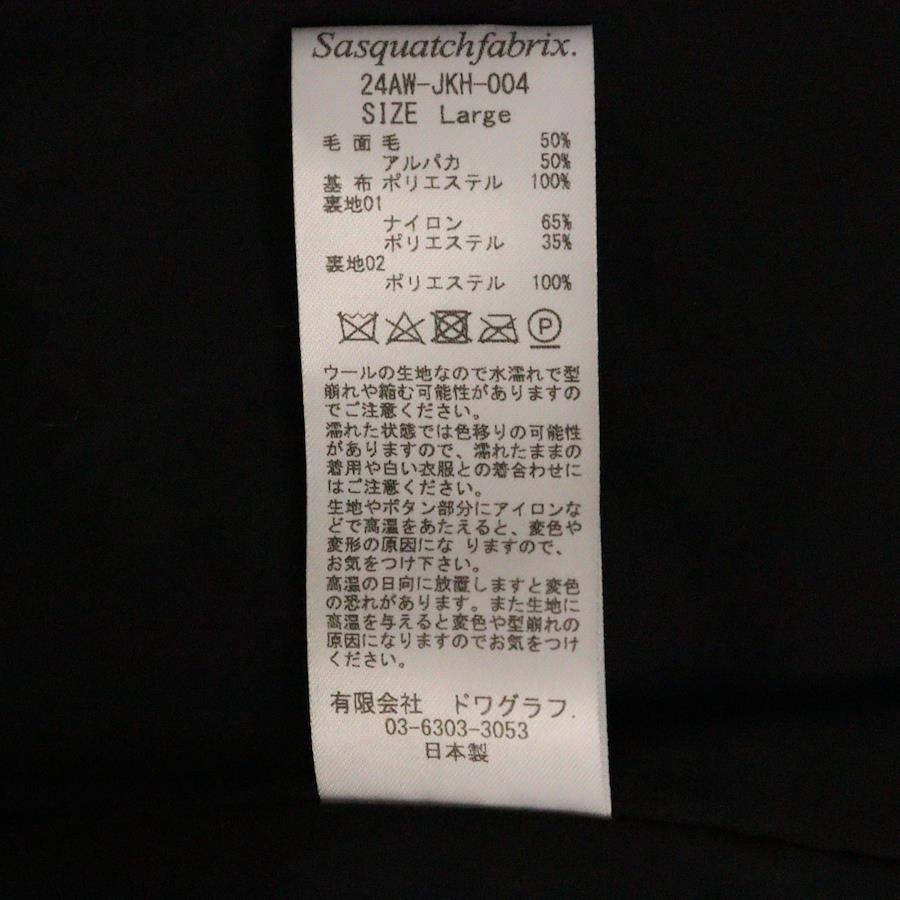 Sasquatchfabrix.
24AW-JKH-004
SIZE Large
毛面 毛 50%
アルパカ 50%
基布 ポリエステル 100%
裏地01
ナイロン 65%
ポリエステル 35%
裏地02
ポリエステル 100%
P
ウールの生地なので水濡れで型
崩れや縮む可能性がありますの
でご注意ください。
濡れた状態では色移りの可能性
がありますので、濡れたままの
着用や白い衣服との着合わせに
はご注意ください。
生地やボタン部分にアイロンな
どで高温をあたえると、変色や
変形の原因にな りますので、
お気をつけ下さい。
高温の日向に放置しますと変色
の恐れがあります。また生地に
高温を与えると変色や型崩れの
原因になりますのでお気をつけ
ください。
有限会社 ドワグラフ.
03-6303-3053
日本製